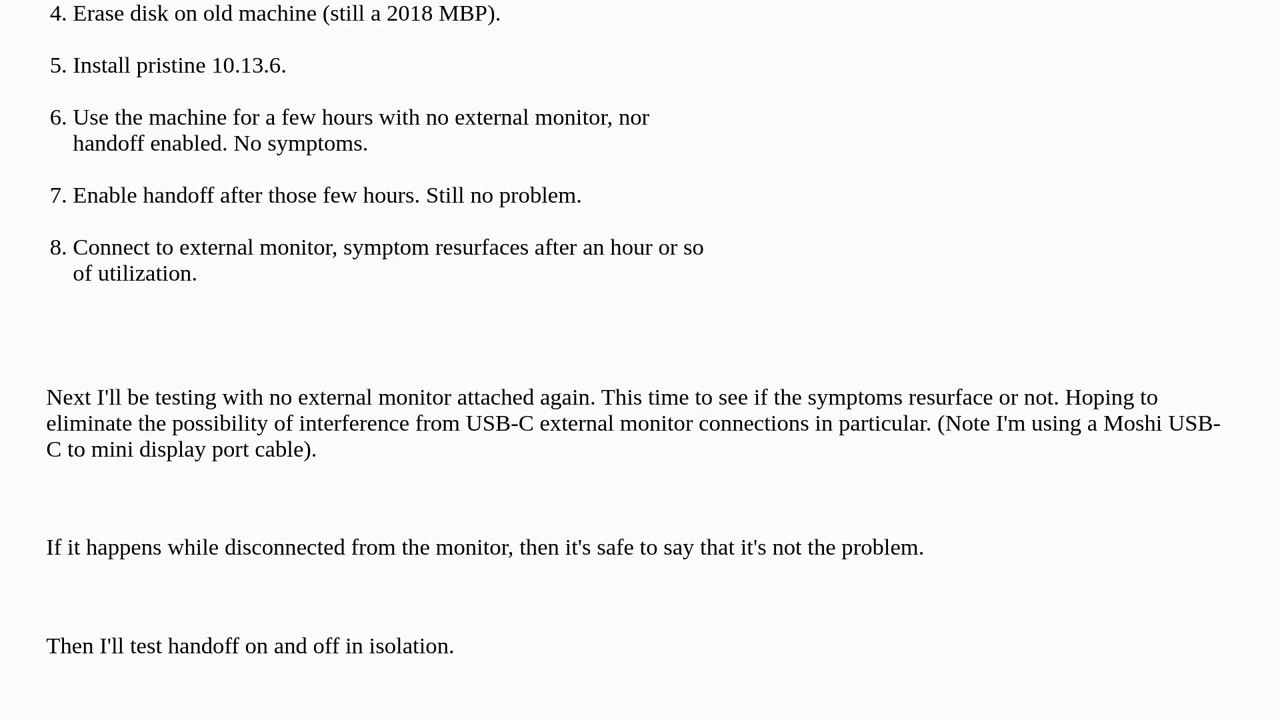 4. Erase disk on old machine (still a 2018 MBP).
5. Install pristine 10.13.6.
6. Use the machine for a few hours with no external monitor, nor
handoff enabled. No symptoms.
7. Enable handoff after those few hours. Still no problem.
8. Connect to external monitor, symptom resurfaces after an hour or so
of utilization.
Next I'll be testing with no external monitor attached again. This time to see if the symptoms resurface or not. Hoping to
eliminate the possibility of interference from USB-C external monitor connections in particular. (Note I'm using a Moshi USB-
C to mini display port cable).
If it happens while disconnected from the monitor, then it's safe to say that it's not the problem.
Then I'll test handoff on and off in isolation.